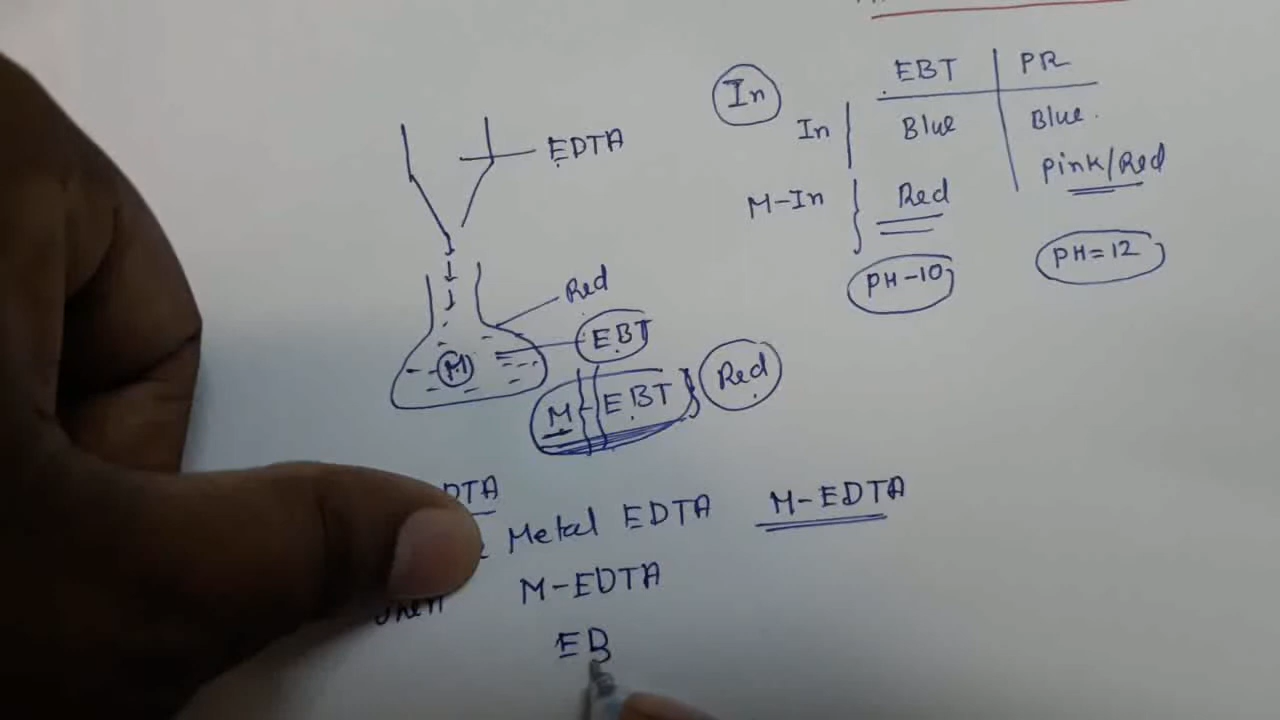 EBT PR
In
In Blue Blue.
M-In Red Pink/Red
PH-10 PH=12
EDTA
Red
EBT
M
M EBT Red
DTA
Metal EDTA M-EDTA
M-EDTA
EB